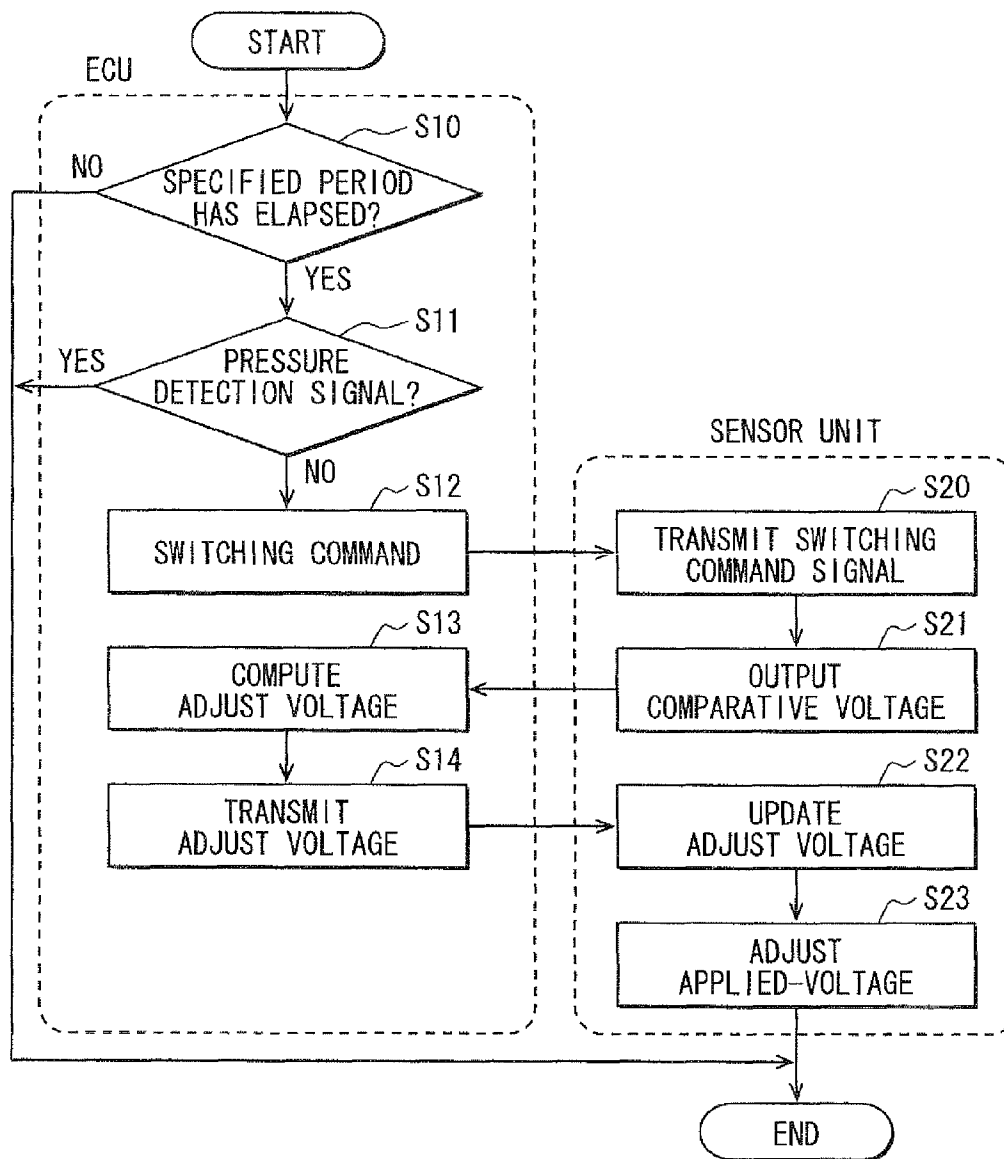 START
ECU
S10
NO
SPECIFIED PERIOD
HAS ELAPSED?
YES
S11
YES
PRESSURE
DETECTION SIGNAL?
NO
SENSOR UNIT
S12
SWITCHING COMMAND
S20
TRANSMIT SWITCHING
COMMAND SIGNAL
S13
COMPUTE
ADJUST VOLTAGE
S21
OUTPUT
COMPARATIVE VOLTAGE
S14
TRANSMIT
ADJUST VOLTAGE
S22
UPDATE
ADJUST VOLTAGE
S23
ADJUST
APPLIED-VOLTAGE
END